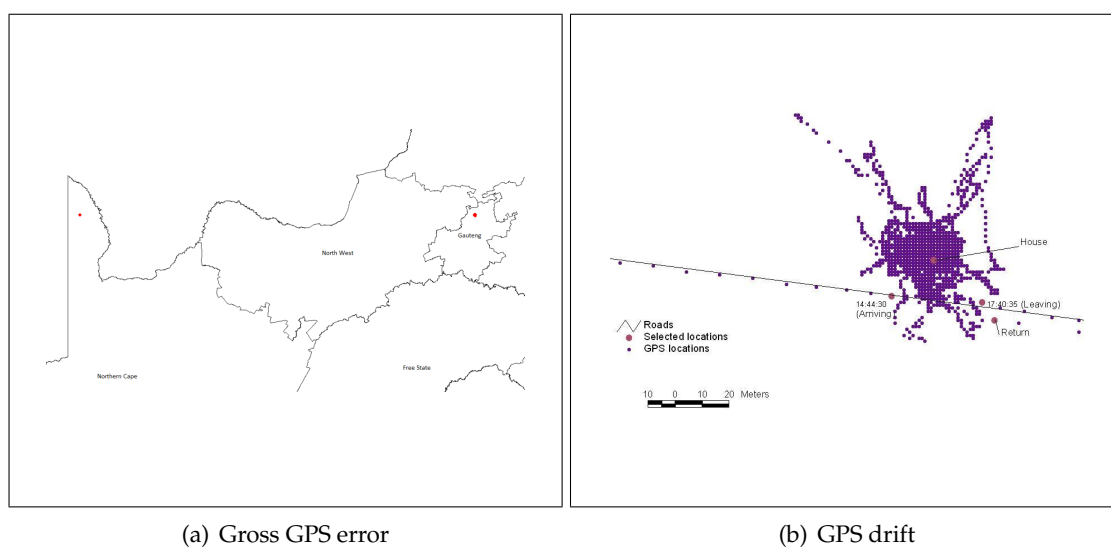 North West
Gauteng
Northern Cape
Free State
(a) Gross GPS error
House
14:44:30
(Arriving)
17:40:35 (Leaving)
Return
Roads
Selected locations
GPS locations
10 0 10 20 Meters
(b) GPS drift